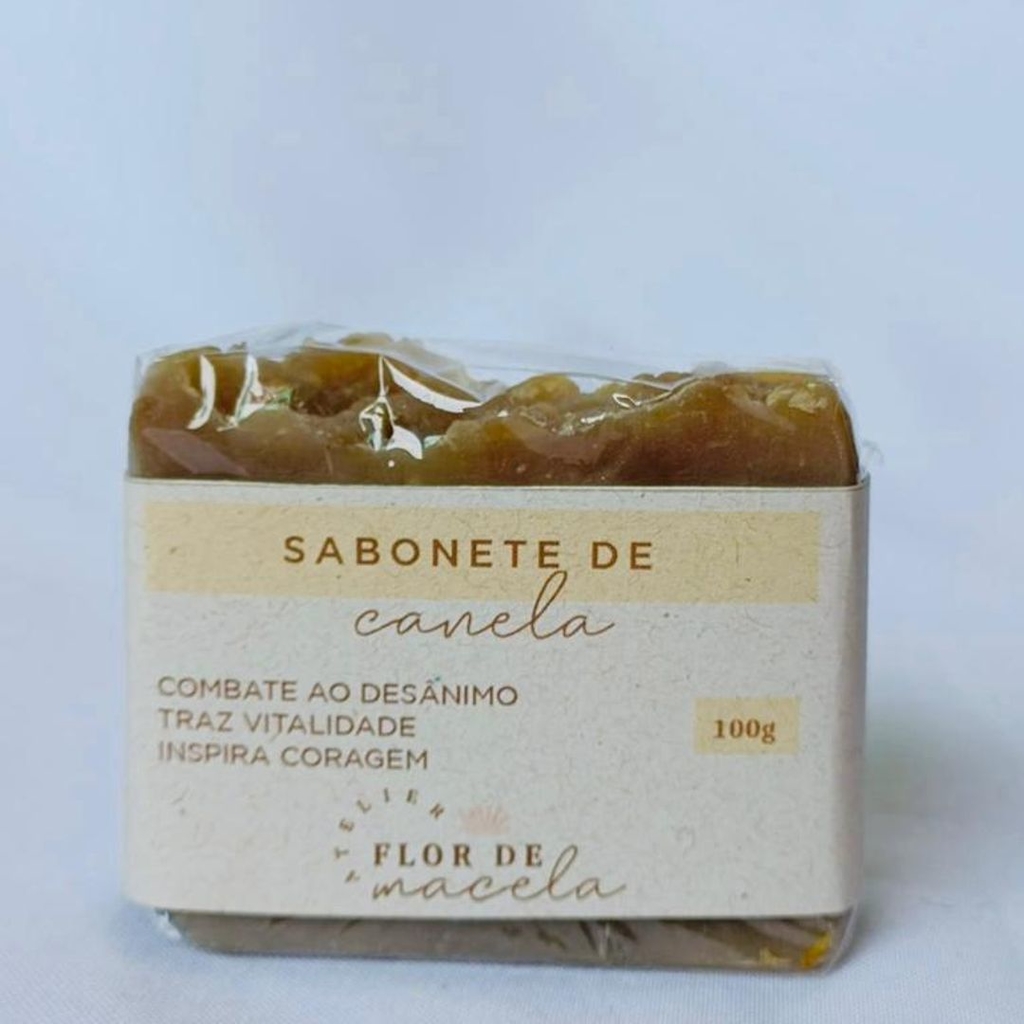 SABONETE DE
canela
COMBATE AO DESÂNIMO
TRAZ VITALIDADE
INSPIRA CORAGEM
100g
ATELIER
FLOR DE
macela